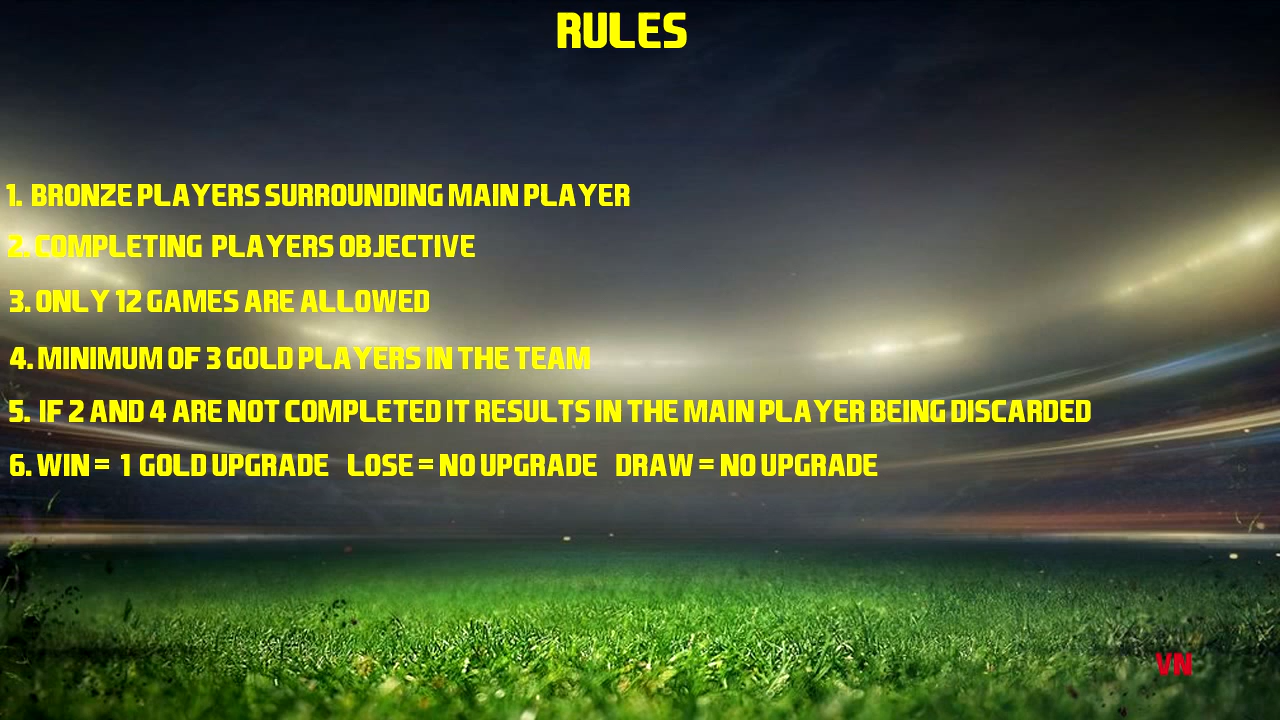 RULES
1. BRONZE PLAYERS SURROUNDING MAIN PLAYER
2. COMPLETING PLAYERS OBJECTIVE
3. ONLY 12 GAMES ARE ALLOWED
4. MINIMUM OF 3 GOLD PLAYERS IN THE TEAM
5. IF 2 AND 4 ARE NOT COMPLETED IT RESULTS IN THE MAIN PLAYER BEING DISCARDED
6. WIN = 1 GOLD UPGRADE LOSE = NO UPGRADE DRAW = NO UPGRADE
VN